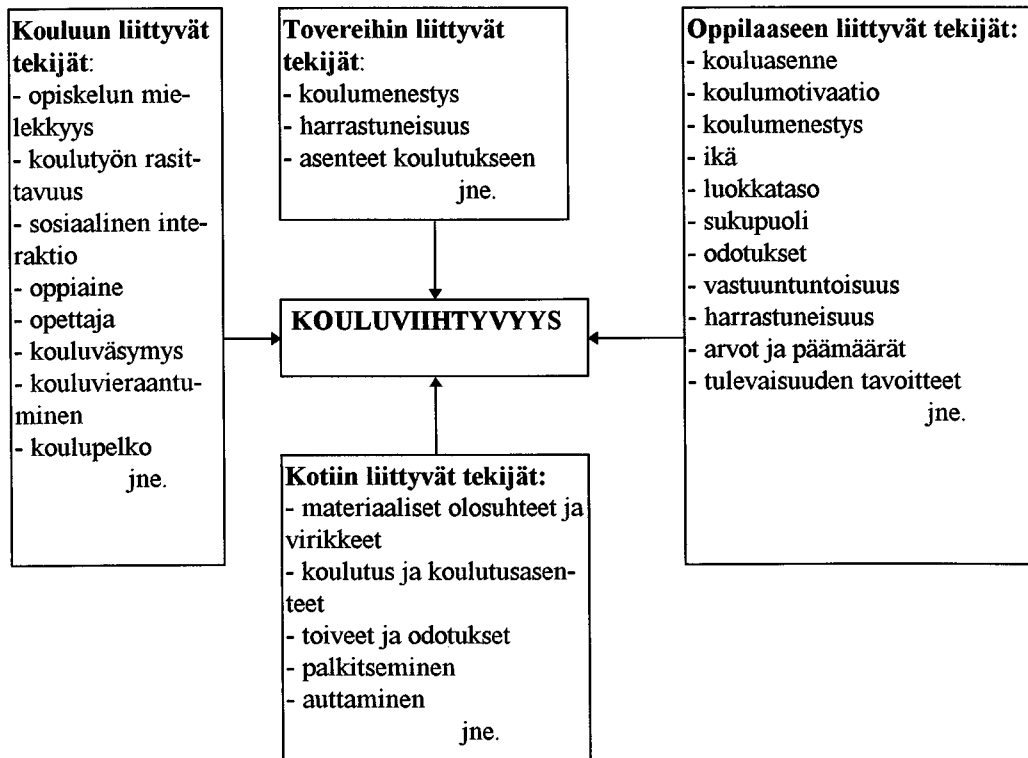 Kouluun liittyvät
tekijät:
- opiskelun mie-
lekkyys
- koulutyön rasit-
tavuus
- sosiaalinen inte-
raktio
- oppiaine
- opettaja
- kouluväsymys
- kouluvieraantu-
minen
- koulupelko
jne.
Tovereihin liittyvät
tekijät:
- koulumenestys
- harrastuneisuus
- asenteet koulutukseen
jne.
KOULUVIIHTYVYYS
Kotiin liittyvät tekijät:
- materiaaliset olosuhteet ja
virikkeet
- koulutus ja koulutusasen-
teet
- toiveet ja odotukset
- palkitseminen
- auttaminen
jne.
Oppilaaseen liittyvät tekijät:
- kouluasenne
- koulumotivaatio
- koulumenestys
- ikä
- luokkataso
- sukupuoli
- odotukset
- vastuuntuntoisuus
- harrastuneisuus
- arvot ja päämäärät
- tulevaisuuden tavoitteet
jne.